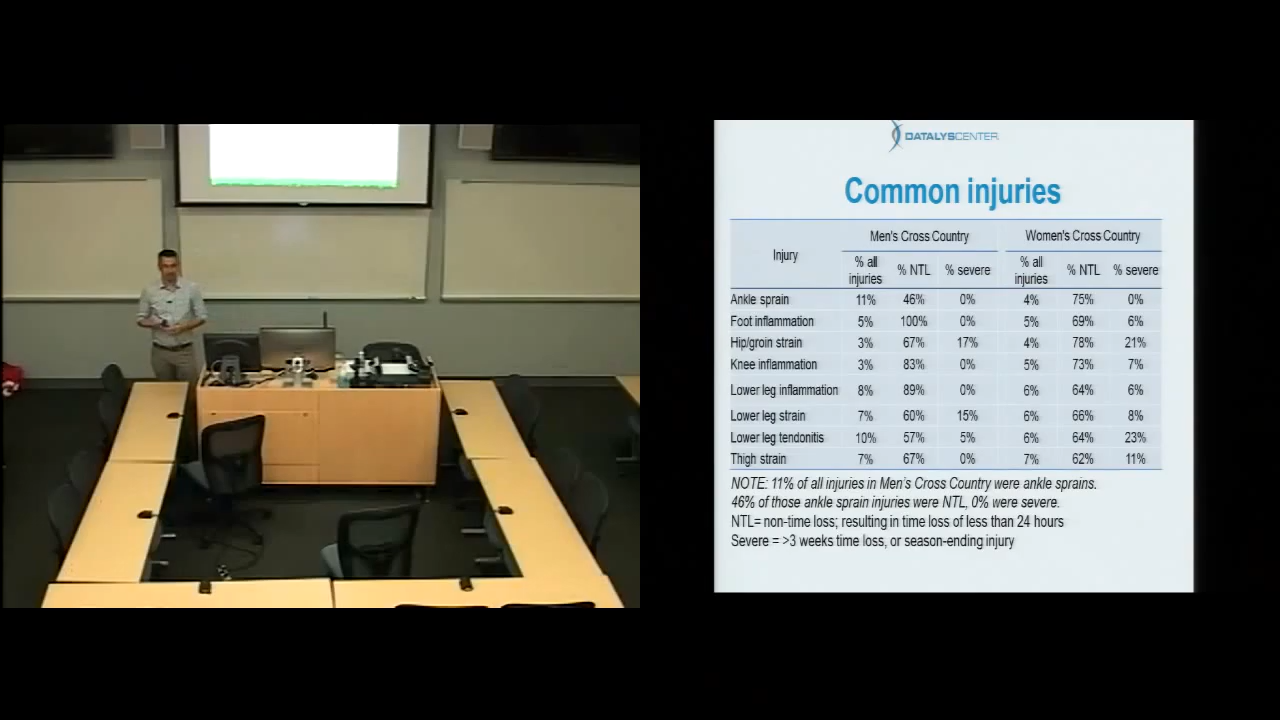 DATALYSCENTER
Common injuries
Injury Men's Cross Country Women's Cross Country
% all injuries % NTL % severe % all injuries % NTL % severe
Ankle sprain 11% 46% 0% 4% 75% 0%
Foot inflammation 5% 100% 0% 5% 69% 6%
Hip/groin strain 3% 67% 17% 4% 78% 21%
Knee inflammation 3% 83% 0% 5% 73% 7%
Lower leg inflammation 8% 89% 0% 6% 64% 6%
Lower leg strain 7% 60% 15% 6% 66% 8%
Lower leg tendonitis 10% 57% 5% 6% 64% 23%
Thigh strain 7% 67% 0% 7% 62% 11%
NOTE: 11% of all injuries in Men's Cross Country were ankle sprains.
46% of those ankle sprain injuries were NTL, 0% were severe.
NTL= non-time loss; resulting in time loss of less than 24 hours
Severe = >3 weeks time loss, or season-ending injury